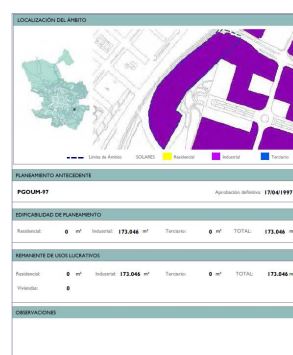 LOCALIZACIÓN DEL ÁMBITO
Límite de Ámbito SOLARES Residencial Industrial Terciario
PLANEAMIENTO ANTECEDENTE
PGOUM-97 Aprobación definitiva 17/04/1997
EDIFICABILIDAD DE PLANEAMIENTO
Residencial: 0 m² Industrial: 173.046 m² Terciario: 0 m² TOTAL: 173.046 m²
REMANENTE DE USOS LUCRATIVOS
Residencial: 0 m² Industrial: 173.046 m² Terciario: 0 m² TOTAL: 173.046 m
Viviendas: 0
OBSERVACIONES